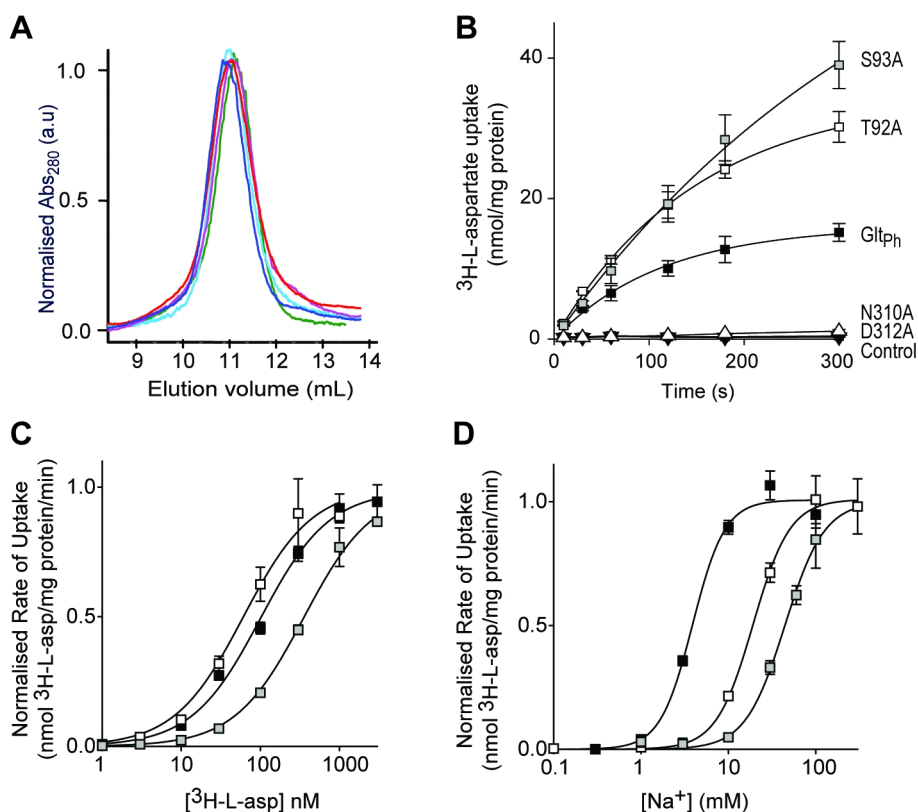 A
Normalised Abs280 (a.u)
1.0
0.5
0.0
9 10 11 12 13 14
Elution volume (mL)
B
3H-L-aspartate uptake
(nmol/mg protein)
40
20
0
0 100 200 300
Time (s)
S93A
T92A
GltPh
N310A
D312A
Control
C
Normalised Rate of Uptake
(nmol 3H-L-asp/mg protein/min)
1.0
0.5
0.0
1 10 100 1000
[3H-L-asp] nM
D
Normalised Rate of Uptake
(nmol 3H-L-asp/mg protein/min)
1.0
0.5
0.0
0.1 1 10 100
[Na+] (mM)